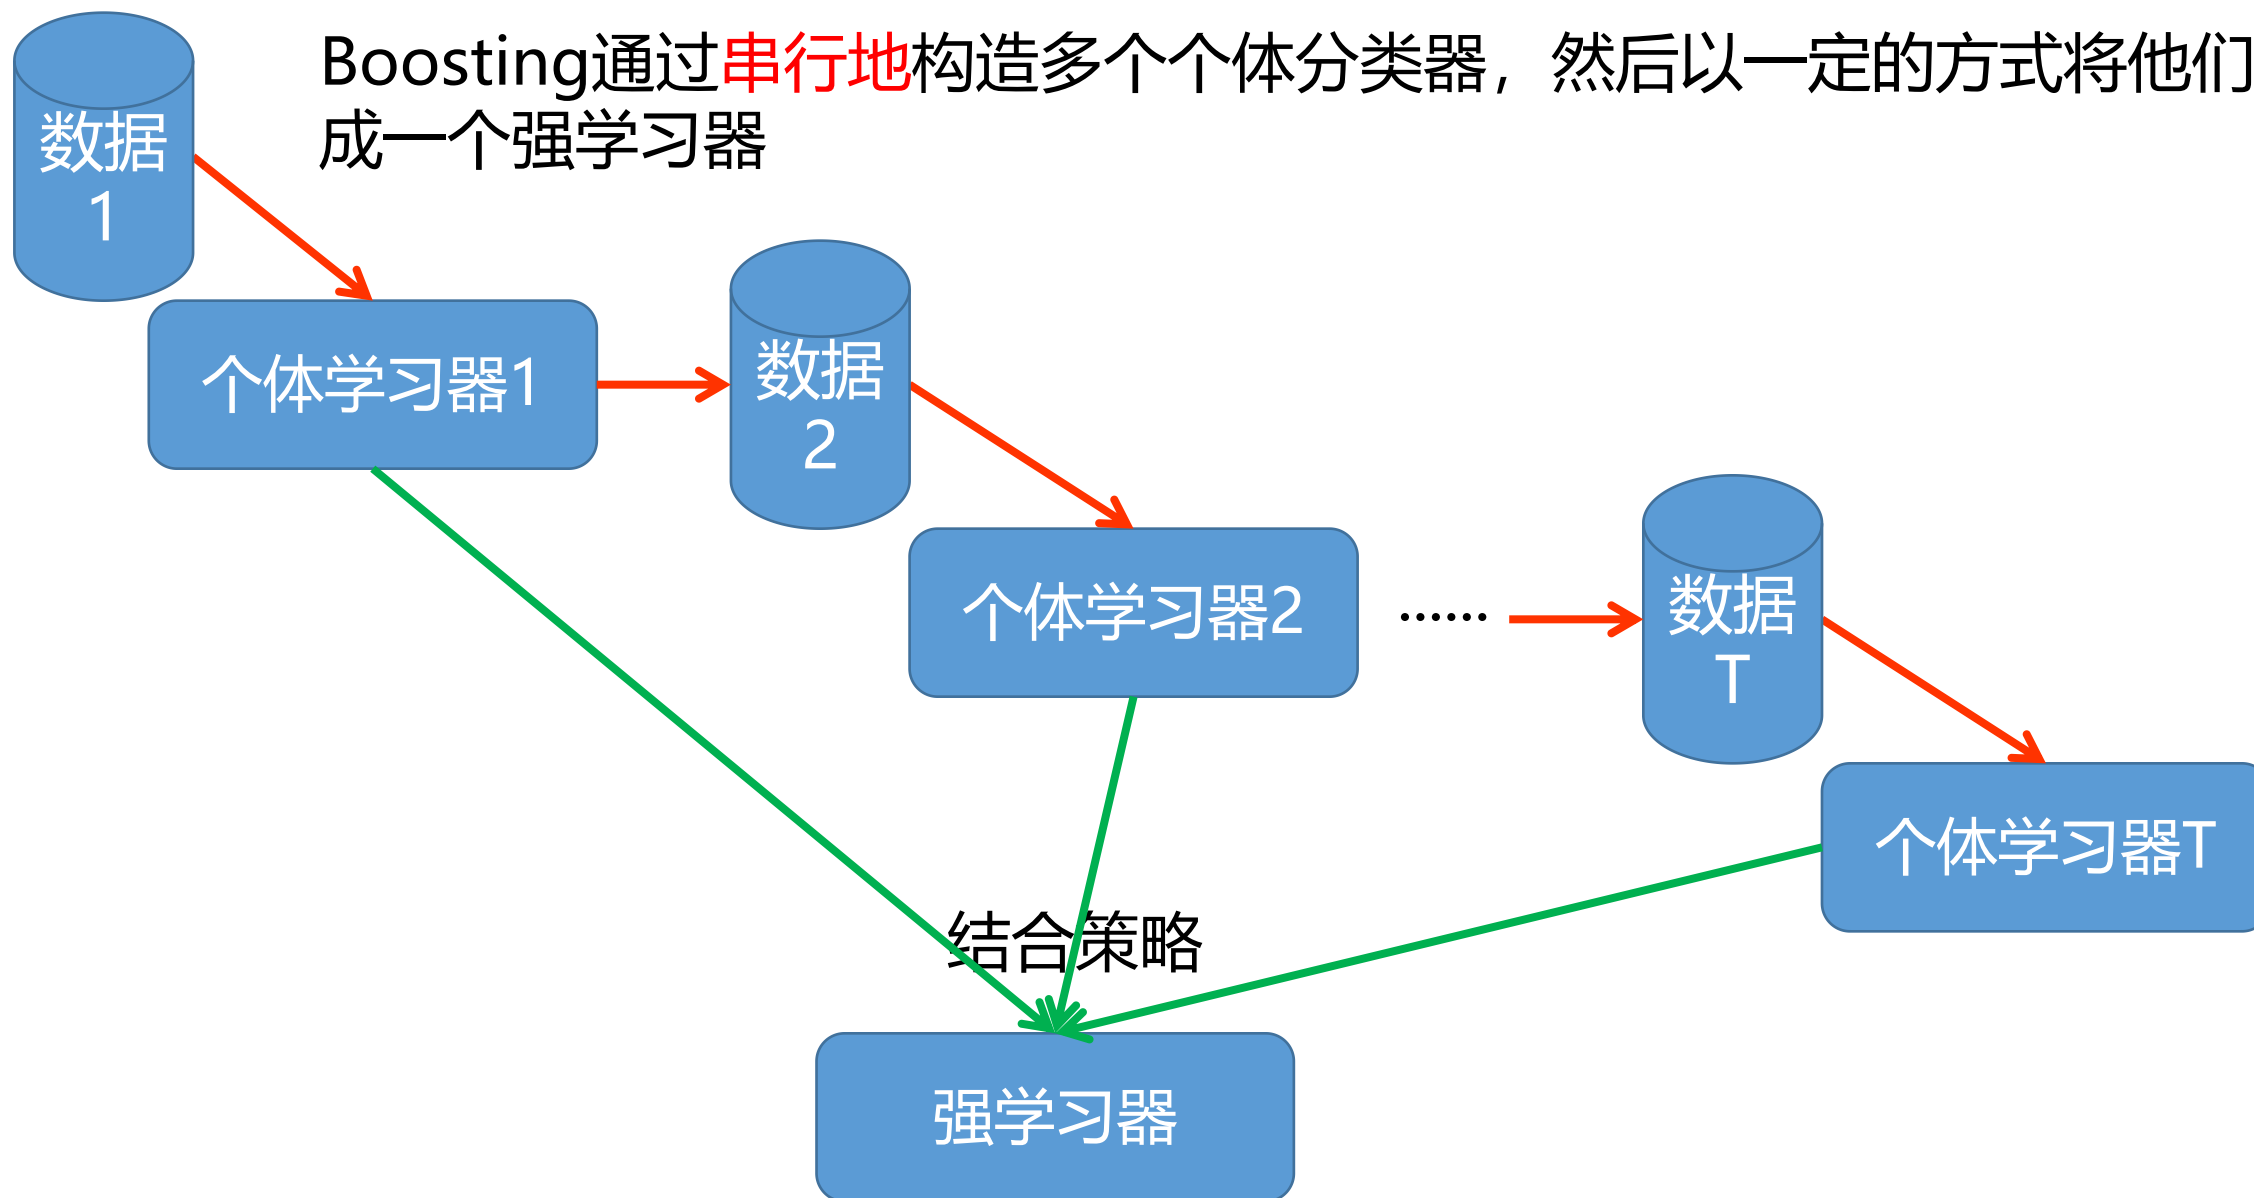 Boosting通过串行地构造多个个体分类器，然后以一定的方式将他们
成一个强学习器
数据
1
个体学习器1
数据
2
个体学习器2
......
数据
T
个体学习器T
结合策略
强学习器